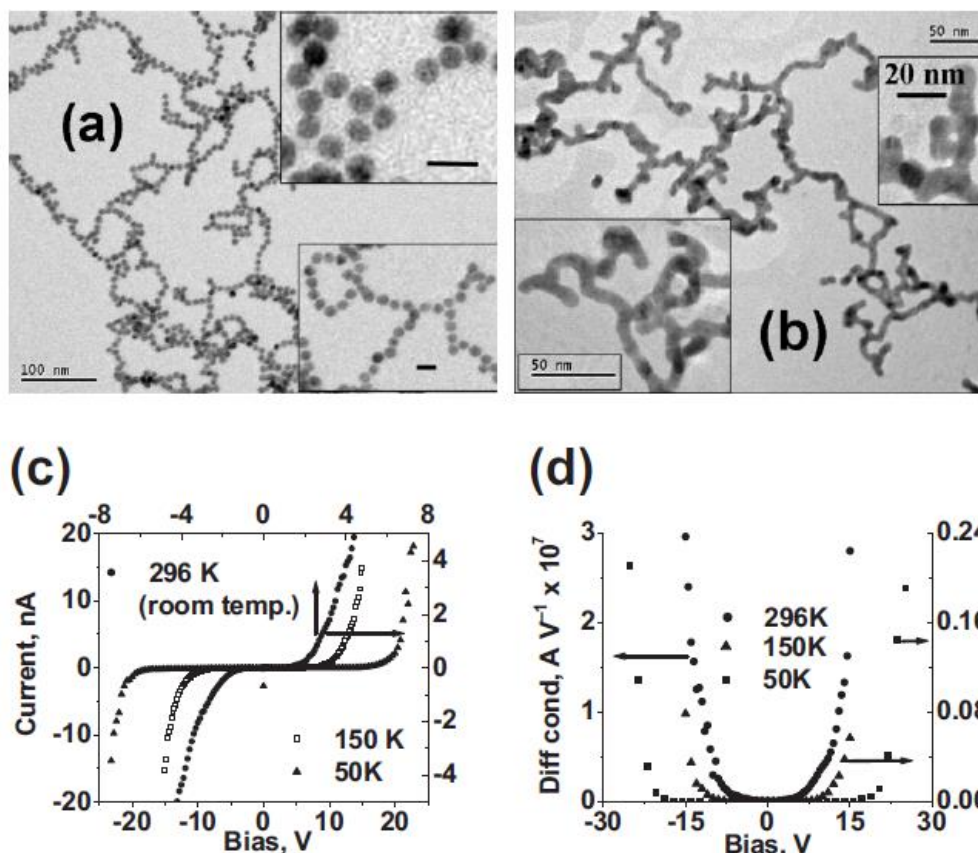 (a)
100 nm
50 nm
20 nm
50 nm
(b)
(c)
-8 -4 0 4 8
20
10
0
-10
-20
Current, nA
296 K
(room temp.)
150 K
50K
4
2
0
-2
-4
-20 -10 0 10 20
Bias, V
(d)
3
2
1
0
Diff cond, A V⁻¹ x 10⁷
296K
150K
50K
0.24
0.16
0.08
0.00
-30 -15 0 15 30
Bias, V